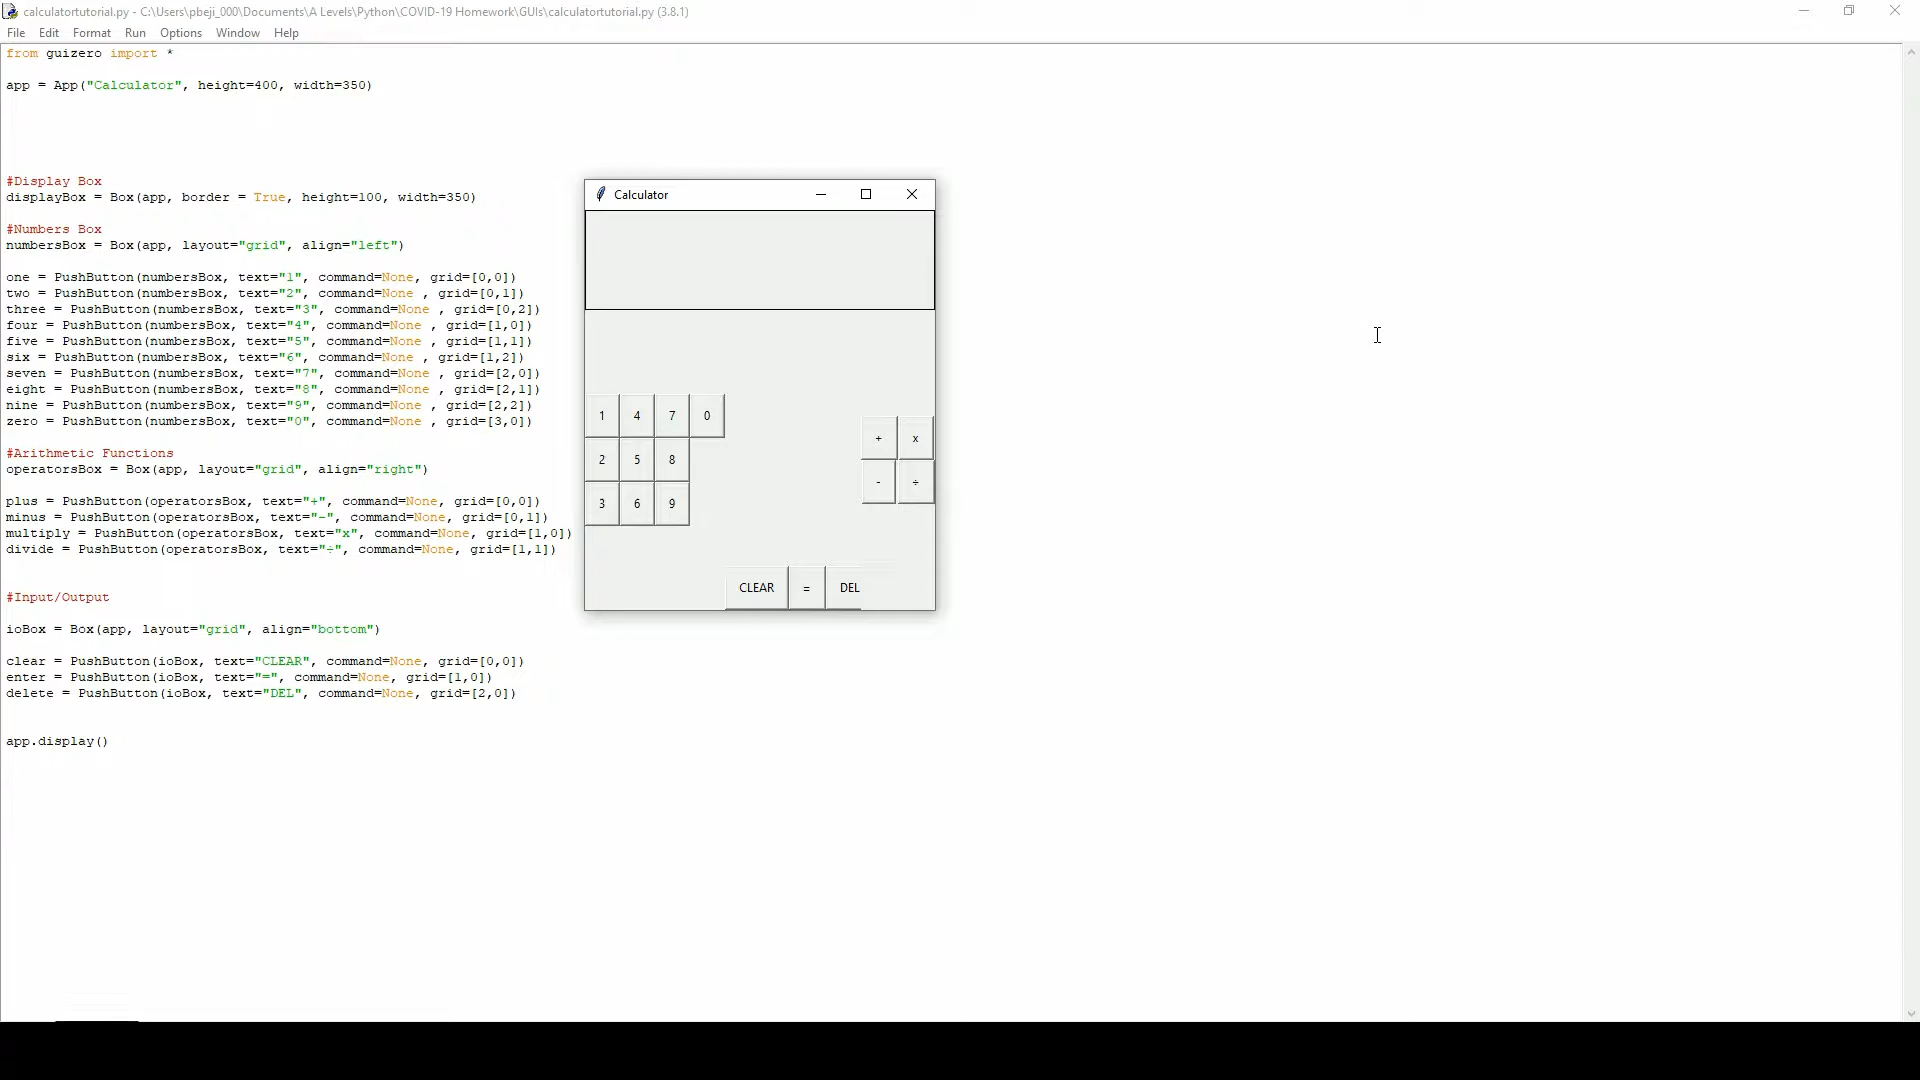 calculatortutorial.py - C:\Users\pbeji_000\Documents\A Levels\Python\COVID-19 Homework\GUIs\calculatortutorial.py (3.8.1)
File Edit Format Run Options Window Help
from guizero import *
app = App("Calculator", height=400, width=350)
#Display Box
displayBox = Box(app, border = True, height=100, width=350)
#Numbers Box
numbersBox = Box(app, layout="grid", align="left")
one = PushButton(numbersBox, text="1", command=None, grid=[0,0])
two = PushButton(numbersBox, text="2", command=None , grid=[0,1])
three = PushButton(numbersBox, text="3", command=None , grid=[0,2])
four = PushButton(numbersBox, text="4", command=None , grid=[1,0])
five = PushButton(numbersBox, text="5", command=None , grid=[1,1])
six = PushButton(numbersBox, text="6", command=None , grid=[1,2])
seven = PushButton(numbersBox, text="7", command=None , grid=[2,0])
eight = PushButton(numbersBox, text="8", command=None , grid=[2,1])
nine = PushButton(numbersBox, text="9", command=None , grid=[2,2])
zero = PushButton(numbersBox, text="0", command=None , grid=[3,0])
#Arithmetic Functions
operatorsBox = Box(app, layout="grid", align="right")
plus = PushButton(operatorsBox, text="+", command=None, grid=[0,0])
minus = PushButton(operatorsBox, text="-", command=None, grid=[0,1])
multiply = PushButton(operatorsBox, text="x", command=None, grid=[1,0])
divide = PushButton(operatorsBox, text="÷", command=None, grid=[1,1])
#Input/Output
ioBox = Box(app, layout="grid", align="bottom")
clear = PushButton(ioBox, text="CLEAR", command=None, grid=[0,0])
enter = PushButton(ioBox, text="=", command=None, grid=[1,0])
delete = PushButton(ioBox, text="DEL", command=None, grid=[2,0])
app.display()
Calculator
1 4 7 0
+ x
2 5 8
- ÷
3 6 9
CLEAR = DEL